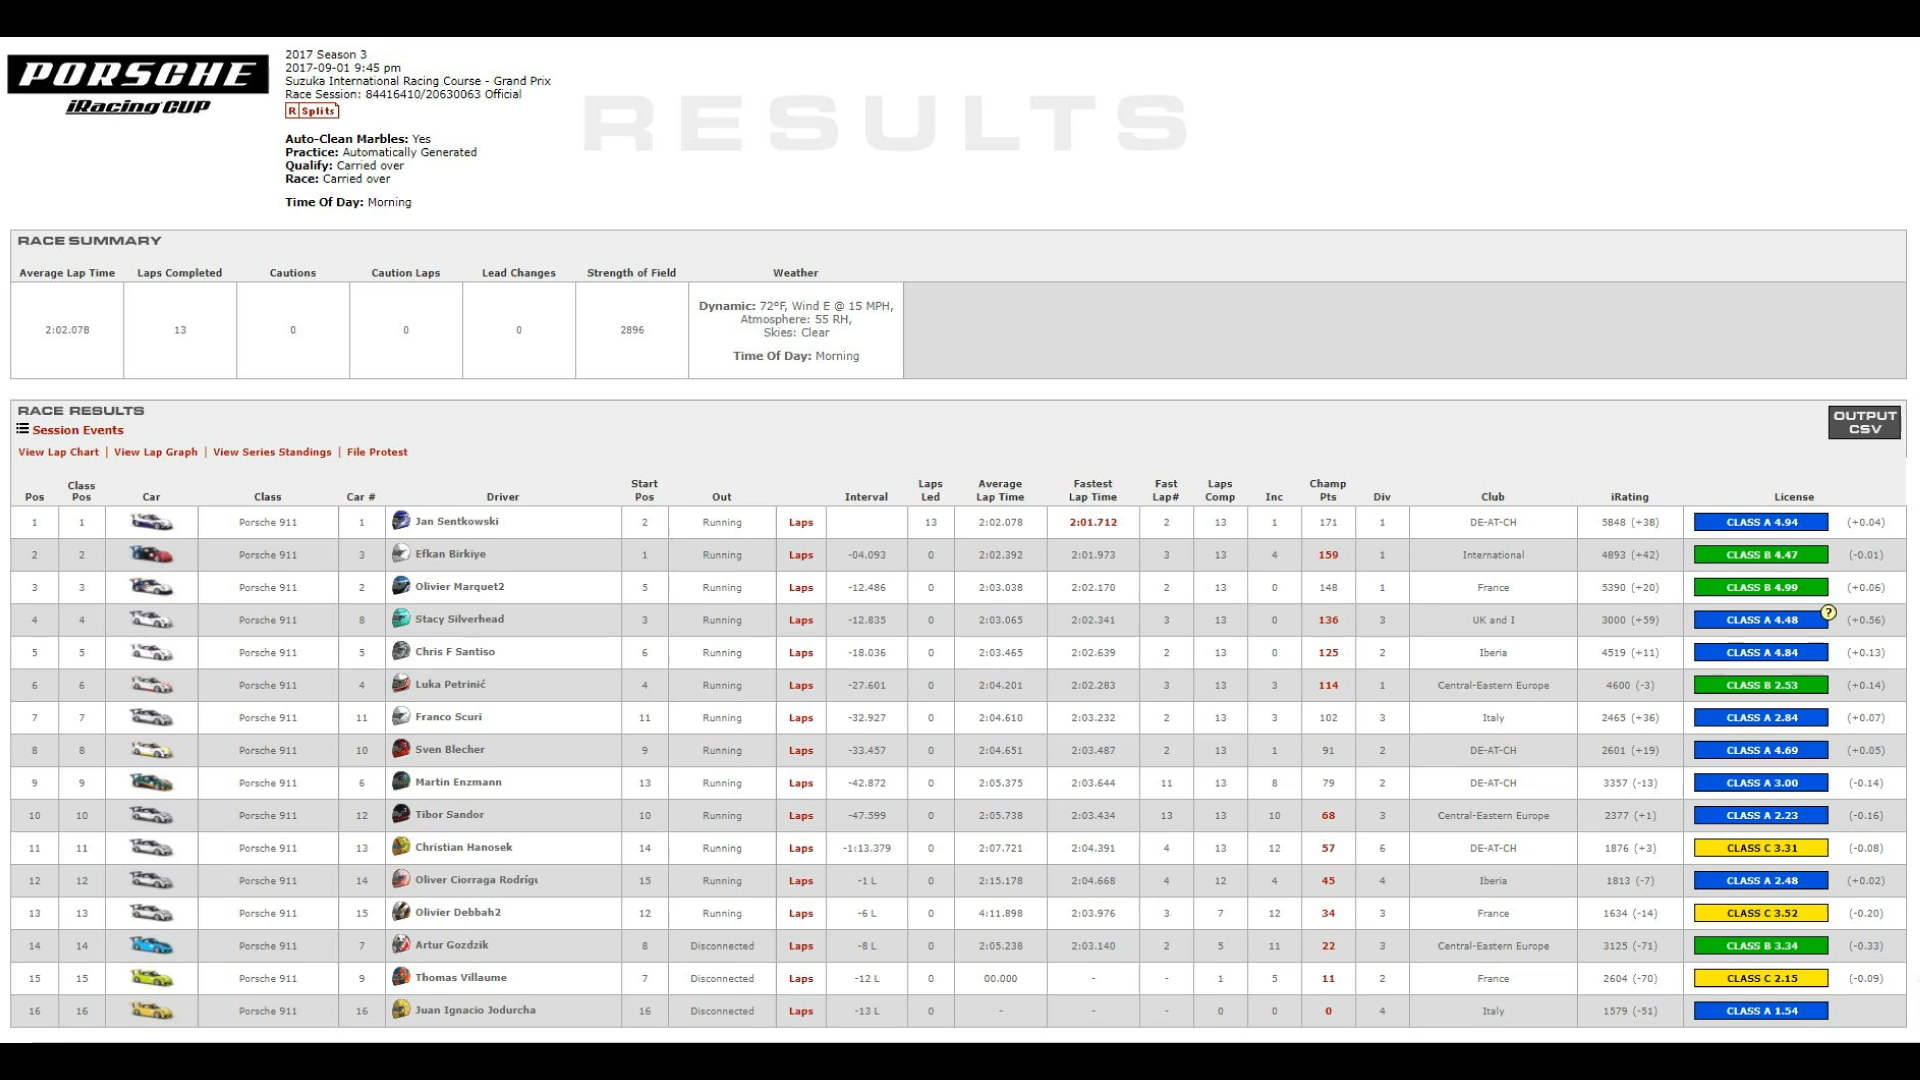 PORSCHE
iRacing CUP
2017 Season 3
2017-09-01 9:45 pm
Suzuka International Racing Course - Grand Prix
Race Session: 84416410/20630063 Official
R Splits
Auto-Clean Marbles: Yes
Practice: Automatically Generated
Qualify: Carried over
Race: Carried over
Time Of Day: Morning
RESULTS
RACE SUMMARY
Average Lap Time Laps Completed Cautions Caution Laps Lead Changes Strength of Field Weather
2:02.078 13 0 0 0 2896
Dynamic: 72°F, Wind E @ 15 MPH,
Atmosphere: 55 RH,
Skies: Clear
Time Of Day: Morning
RACE RESULTS
Session Events
OUTPUT
CSV
View Lap Chart | View Lap Graph | View Series Standings | File Protest
Pos Class Pos Car Class Car # Driver Start Pos Out Interval Laps Led Average Lap Time Fastest Lap Time Fast Lap# Laps Comp Inc Champ Pts Div Club iRating License
1 1 Porsche 911 1 Jan Sentkowski 2 Running Laps 13 2:02.078 2:01.712 2 13 1 171 1 DE-AT-CH 5848 (+38) CLASS A 4.94 (+0.04)
2 2 Porsche 911 3 Efkan Birkiye 1 Running Laps -04.093 0 2:02.392 2:01.973 3 13 4 159 1 International 4893 (+42) CLASS B 4.47 (-0.01)
3 3 Porsche 911 2 Olivier Marquet2 5 Running Laps -12.486 0 2:03.038 2:02.170 2 13 0 148 1 France 5390 (+20) CLASS B 4.99 (+0.06)
4 4 Porsche 911 8 Stacy Silverhead 3 Running Laps -12.835 0 2:03.065 2:02.341 3 13 0 136 3 UK and I 3000 (+59) CLASS A 4.48 ? (+0.56)
5 5 Porsche 911 5 Chris F Santiso 6 Running Laps -18.036 0 2:03.465 2:02.639 2 13 0 125 2 Iberia 4519 (+11) CLASS A 4.84 (+0.13)
6 6 Porsche 911 4 Luka Petrinić 4 Running Laps -27.601 0 2:04.201 2:02.283 3 13 3 114 1 Central-Eastern Europe 4600 (-3) CLASS B 2.53 (+0.14)
7 7 Porsche 911 11 Franco Scuri 11 Running Laps -32.927 0 2:04.610 2:03.232 2 13 3 102 3 Italy 2465 (+36) CLASS A 2.84 (+0.07)
8 8 Porsche 911 10 Sven Blecher 9 Running Laps -33.457 0 2:04.651 2:03.487 2 13 1 91 2 DE-AT-CH 2601 (+19) CLASS A 4.69 (+0.05)
9 9 Porsche 911 6 Martin Enzmann 13 Running Laps -42.872 0 2:05.375 2:03.644 11 13 8 79 2 DE-AT-CH 3357 (-13) CLASS A 3.00 (-0.14)
10 10 Porsche 911 12 Tibor Sandor 10 Running Laps -47.599 0 2:05.738 2:03.434 13 13 10 68 3 Central-Eastern Europe 2377 (+1) CLASS A 2.23 (-0.16)
11 11 Porsche 911 13 Christian Hanosek 14 Running Laps -1:13.379 0 2:07.721 2:04.391 4 13 12 57 6 DE-AT-CH 1876 (+3) CLASS C 3.31 (-0.08)
12 12 Porsche 911 14 Oliver Ciorraga Rodrígu 15 Running Laps -1 L 0 2:15.178 2:04.668 4 12 4 45 4 Iberia 1813 (-7) CLASS A 2.48 (+0.02)
13 13 Porsche 911 15 Olivier Debbah2 12 Running Laps -6 L 0 4:11.898 2:03.976 3 7 12 34 3 France 1634 (-14) CLASS C 3.52 (-0.20)
14 14 Porsche 911 7 Artur Gozdzik 8 Disconnected Laps -8 L 0 2:05.238 2:03.140 2 5 11 22 3 Central-Eastern Europe 3125 (-71) CLASS B 3.34 (-0.33)
15 15 Porsche 911 9 Thomas Villaume 7 Disconnected Laps -12 L 0 00.000 - - 1 5 11 2 France 2604 (-70) CLASS C 2.15 (-0.09)
16 16 Porsche 911 16 Juan Ignacio Jodurcha 16 Disconnected Laps -13 L 0 - - - 0 0 0 4 Italy 1579 (-51) CLASS A 1.54